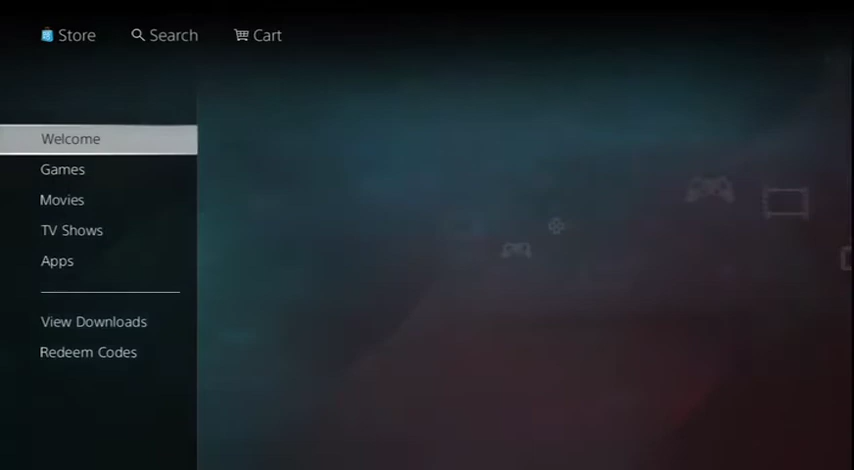 Store Search Cart
Welcome
Games
Movies
TV Shows
Apps
View Downloads
Redeem Codes